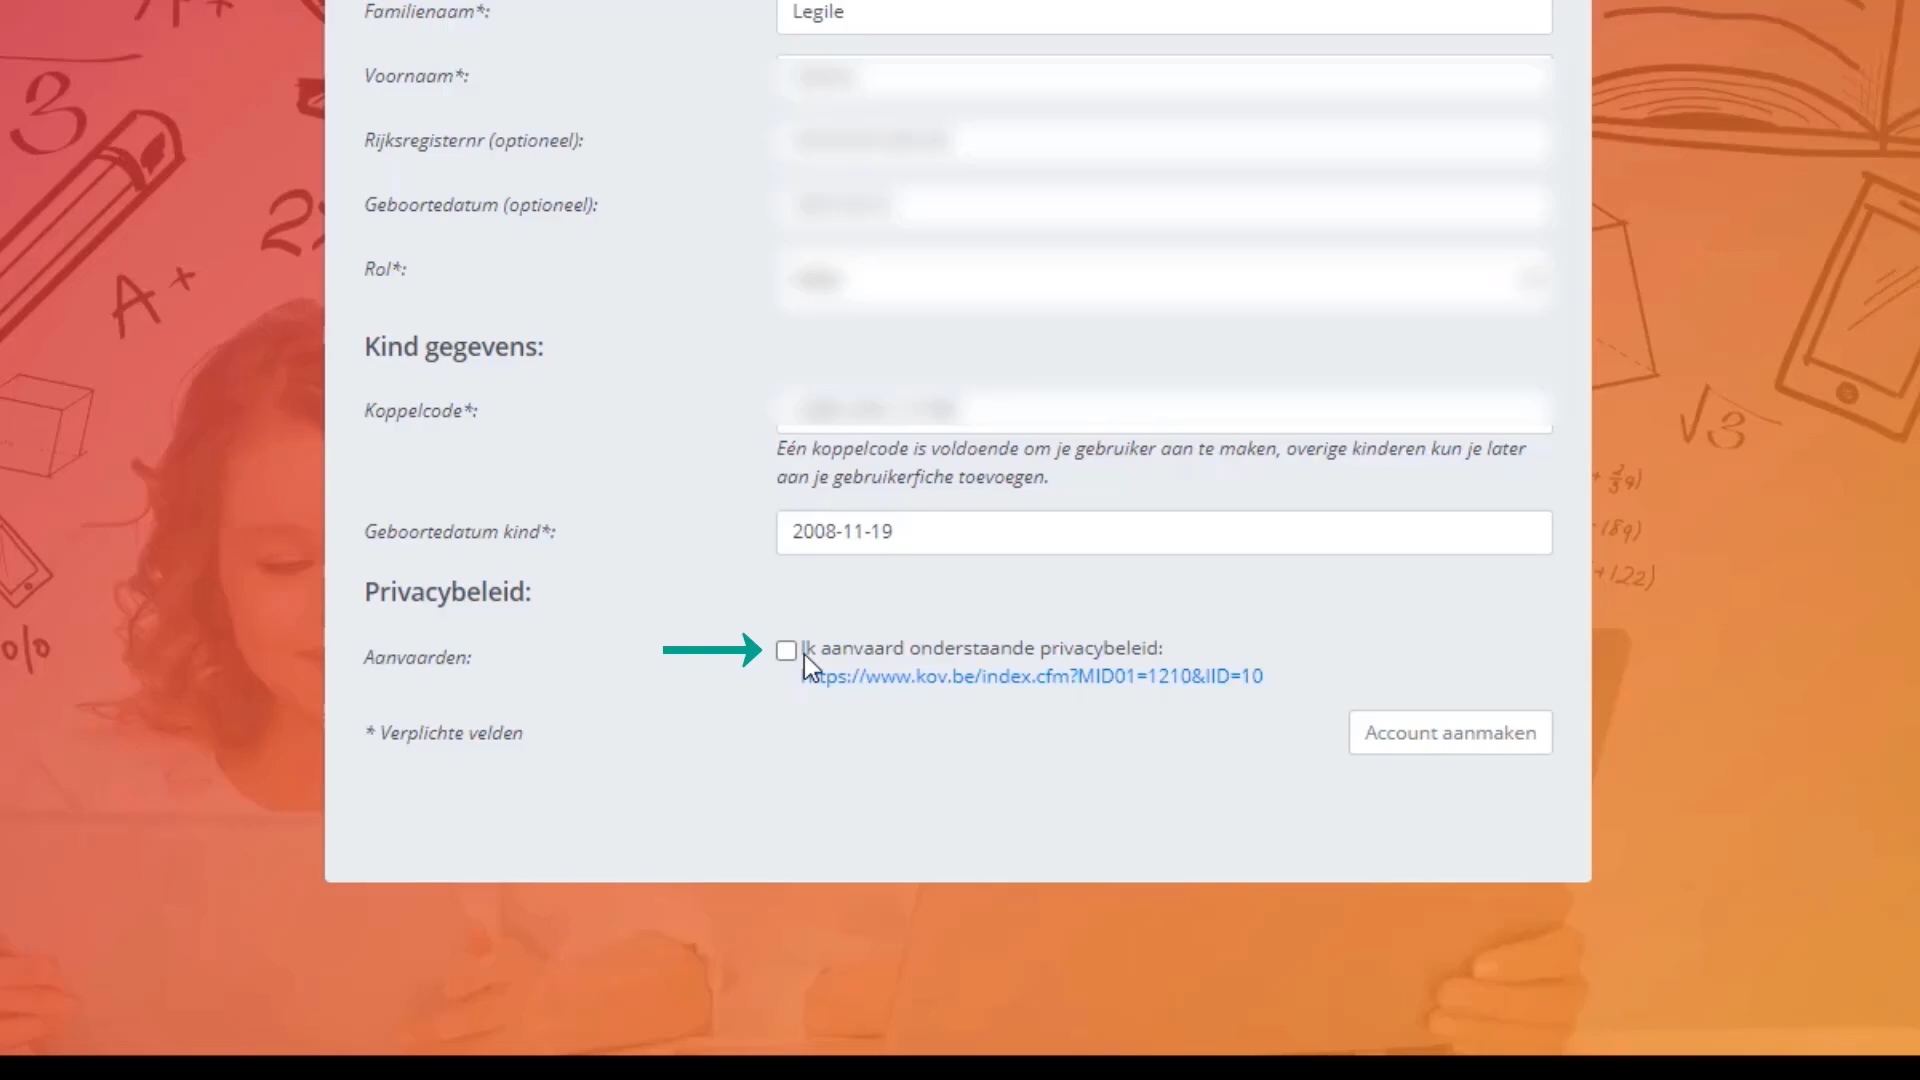 Familienaam*:
Legile
Voornaam*:
Rijksregisternr (optioneel):
Geboortedatum (optioneel):
Rol*:
Kind gegevens:
Koppelcode*:
Eén koppelcode is voldoende om je gebruiker aan te maken, overige kinderen kun je later
aan je gebruikerfiche toevoegen.
Geboortedatum kind*:
2008-11-19
Privacybeleid:
Aanvaarden:
Ik aanvaard onderstaande privacybeleid:
https://www.kov.be/index.cfm?MID01=1210&IID=10
* Verplichte velden
Account aanmaken
3
A+
√3